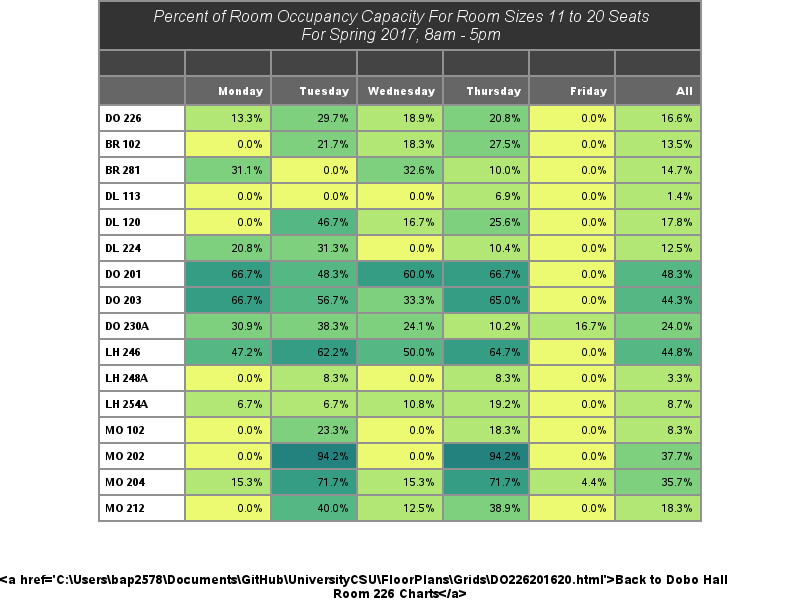 Percent of Room Occupancy Capacity For Room Sizes 11 to 20 Seats
For Spring 2017, 8am - 5pm
Monday Tuesday Wednesday Thursday Friday All
DO 226 13.3% 29.7% 18.9% 20.8% 0.0% 16.6%
BR 102 0.0% 21.7% 18.3% 27.5% 0.0% 13.5%
BR 281 31.1% 0.0% 32.6% 10.0% 0.0% 14.7%
DL 113 0.0% 0.0% 0.0% 6.9% 0.0% 1.4%
DL 120 0.0% 46.7% 16.7% 25.6% 0.0% 17.8%
DL 224 20.8% 31.3% 0.0% 10.4% 0.0% 12.5%
DO 201 66.7% 48.3% 60.0% 66.7% 0.0% 48.3%
DO 203 66.7% 56.7% 33.3% 65.0% 0.0% 44.3%
DO 230A 30.9% 38.3% 24.1% 10.2% 16.7% 24.0%
LH 246 47.2% 62.2% 50.0% 64.7% 0.0% 44.8%
LH 248A 0.0% 8.3% 0.0% 8.3% 0.0% 3.3%
LH 254A 6.7% 6.7% 10.8% 19.2% 0.0% 8.7%
MO 102 0.0% 23.3% 0.0% 18.3% 0.0% 8.3%
MO 202 0.0% 94.2% 0.0% 94.2% 0.0% 37.7%
MO 204 15.3% 71.7% 15.3% 71.7% 4.4% 35.7%
MO 212 0.0% 40.0% 12.5% 38.9% 0.0% 18.3%
<a href='C:\Users\bap2578\Documents\GitHub\UniversityCSU\FloorPlans\Grids\DO226201620.html'>Back to Dobo Hall
Room 226 Charts</a>